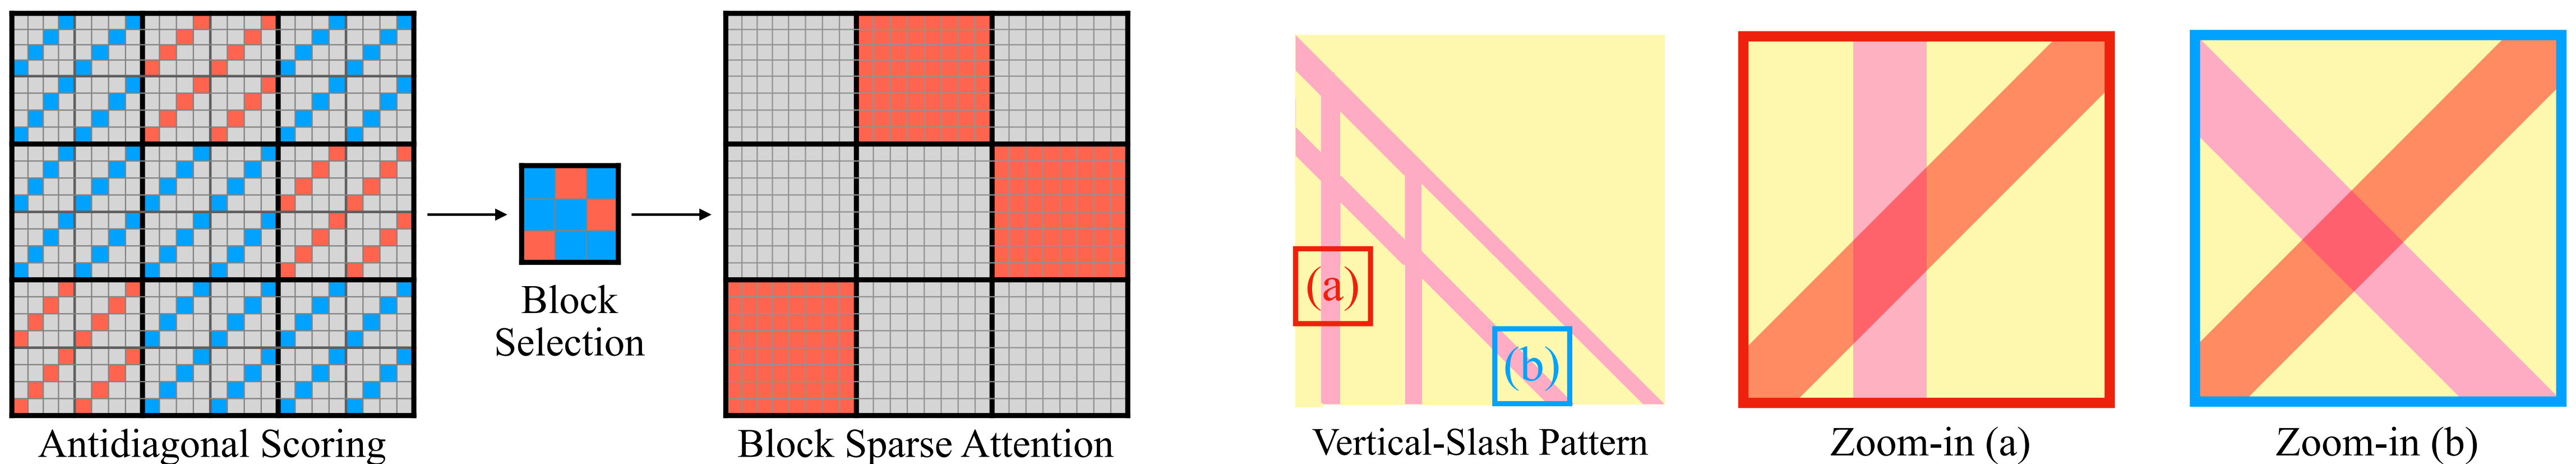 Antidiagonal Scoring
Block
Selection
Block Sparse Attention
(a)
(b)
Vertical-Slash Pattern
Zoom-in (a)
Zoom-in (b)